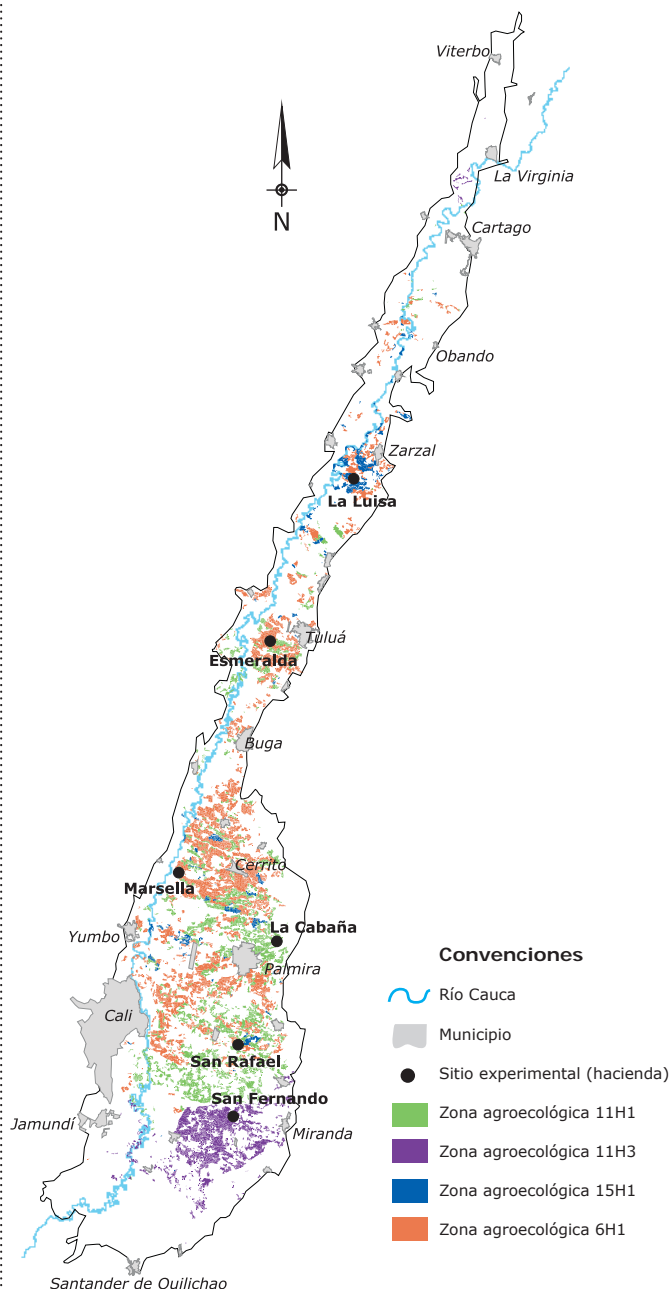 Viterbo
La Virginia
N
Cartago
Obando
Zarzal
La Luisa
Tuluá
Esmeralda
Buga
Cerrito
Marsella
La Cabaña
Yumbo
Palmira
Cali
San Rafael
San Fernando
Jamundí
Miranda
Santander de Quilichao
Convenciones
Río Cauca
Municipio
Sitio experimental (hacienda)
Zona agroecológica 11H1
Zona agroecológica 11H3
Zona agroecológica 15H1
Zona agroecológica 6H1